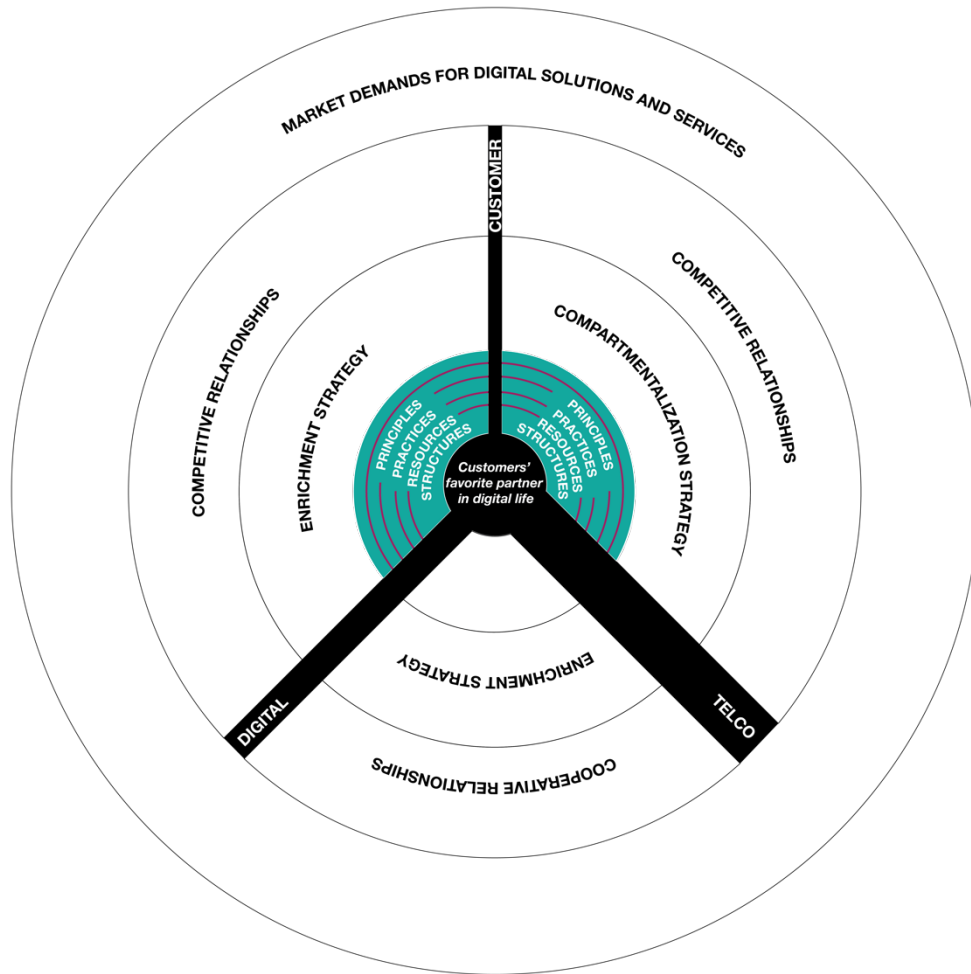 MARKET DEMANDS FOR DIGITAL SOLUTIONS AND SERVICES
CUSTOMER
COMPETITIVE RELATIONSHIPS
COMPETITIVE RELATIONSHIPS
ENRICHMENT STRATEGY
COMPARTMENTALIZATION STRATEGY
PRINCIPLES
PRACTICES
RESOURCES
STRUCTURES
PRINCIPLES
PRACTICES
RESOURCES
STRUCTURES
Customers'
favorite partner
in digital life
ENRICHMENT STRATEGY
DIGITAL
TELCO
COOPERATIVE RELATIONSHIPS